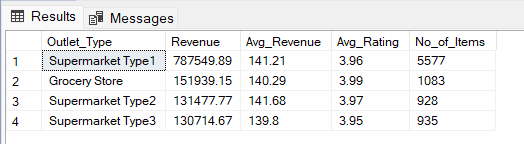 Results Messages
Outlet_Type Revenue Avg_Revenue Avg_Rating No_of_Items
1 Supermarket Type1 787549.89 141.21 3.96 5577
2 Grocery Store 151939.15 140.29 3.99 1083
3 Supermarket Type2 131477.77 141.68 3.97 928
4 Supermarket Type3 130714.67 139.8 3.95 935